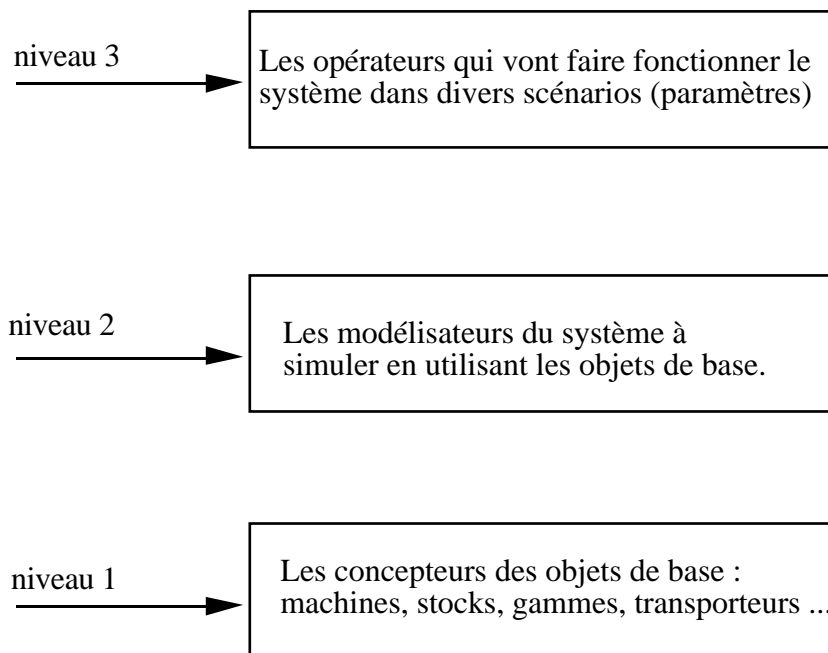 niveau 3
Les opérateurs qui vont faire fonctionner le
système dans divers scénarios (paramètres)
niveau 2
Les modélisateurs du système à
simuler en utilisant les objets de base.
niveau 1
Les concepteurs des objets de base :
machines, stocks, gammes, transporteurs ...